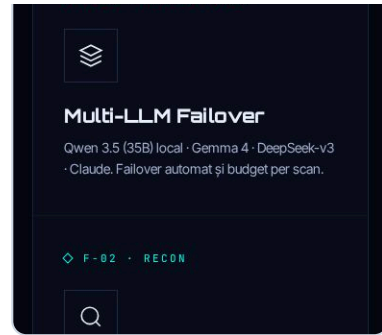 Multi-LLM Failover
Qwen 3.5 (35B) local · Gemma 4 · DeepSeek-v3
· Claude. Failover automat și budget per scan.
F-02 · RECON